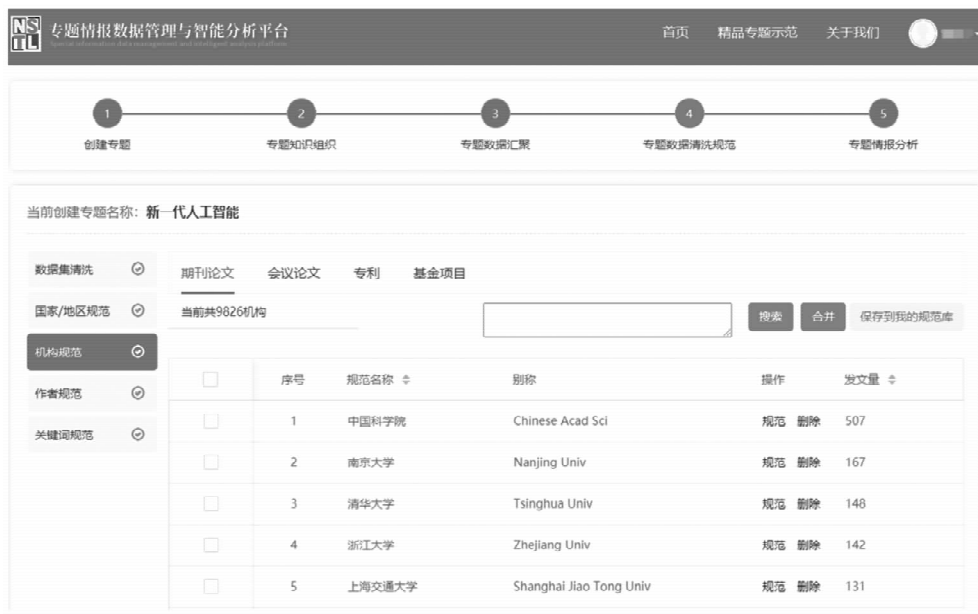 NSTL 专题情报数据管理与智能分析平台 首页 精品专题示范 关于我们
Special information data management and intelligent analysis platform
1 2 3 4 5
创建专题 专题知识组织 专题数据汇聚 专题数据清洗规范 专题情报分析
当前创建专题名称：新一代人工智能
数据集清洗
国家/地区规范
机构规范
作者规范
关键词规范
期刊论文 会议论文 专利 基金项目
当前共9826机构 搜索 合并 保存到我的规范库
序号 规范名称 别称 操作 发文量
1 中国科学院 Chinese Acad Sci 规范 删除 507
2 南京大学 Nanjing Univ 规范 删除 167
3 清华大学 Tsinghua Univ 规范 删除 148
4 浙江大学 Zhejiang Univ 规范 删除 142
5 上海交通大学 Shanghai Jiao Tong Univ 规范 删除 131